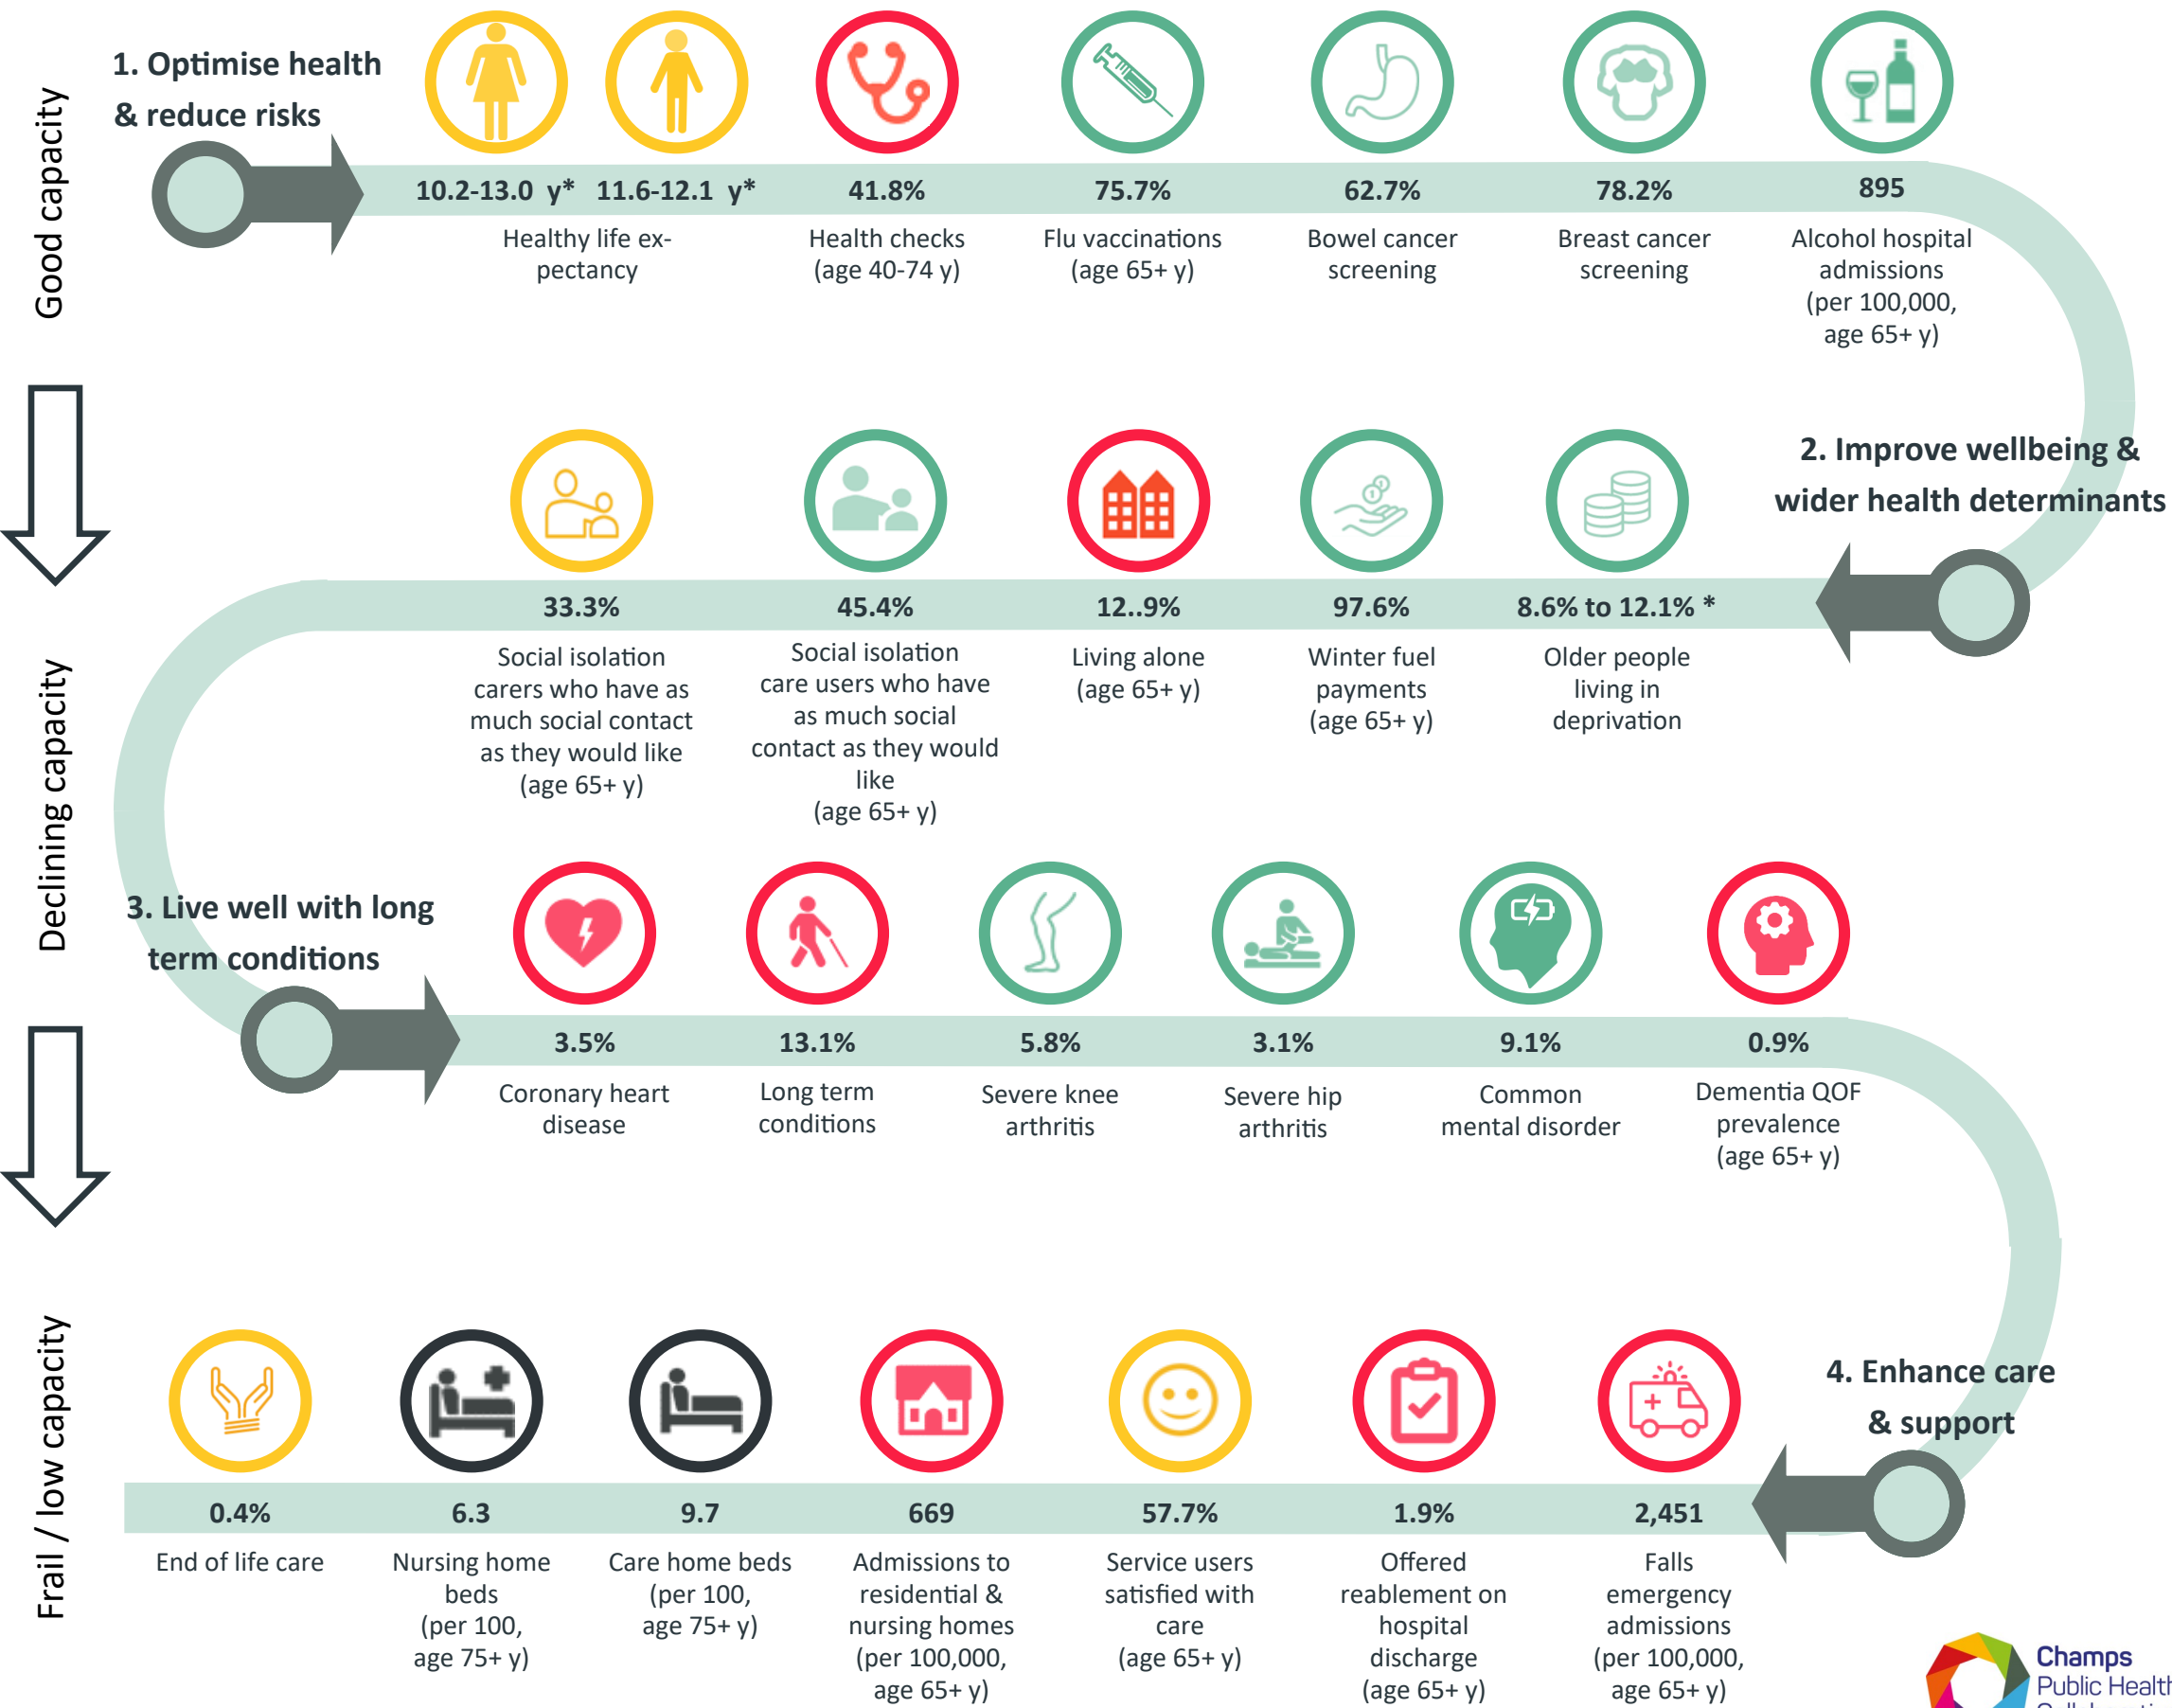 Good capacity
1. Optimise health
& reduce risks
10.2-13.0 y* 11.6-12.1 y*
Healthy life ex-
pectancy
41.8%
Health checks
(age 40-74 y)
75.7%
Flu vaccinations
(age 65+ y)
62.7%
Bowel cancer
screening
78.2%
Breast cancer
screening
895
Alcohol hospital
admissions
(per 100,000,
age 65+ y)
2. Improve wellbeing &
wider health determinants
Declining capacity
33.3%
Social isolation
carers who have as
much social contact
as they would like
(age 65+ y)
45.4%
Social isolation
care users who have
as much social
contact as they would
like
(age 65+ y)
12..9%
Living alone
(age 65+ y)
97.6%
Winter fuel
payments
(age 65+ y)
8.6% to 12.1% *
Older people
living in
deprivation
3. Live well with long
term conditions
3.5%
Coronary heart
disease
13.1%
Long term
conditions
5.8%
Severe knee
arthritis
3.1%
Severe hip
arthritis
9.1%
Common
mental disorder
0.9%
Dementia QOF
prevalence
(age 65+ y)
Frail / low capacity
4. Enhance care
& support
0.4%
End of life care
6.3
Nursing home
beds
(per 100,
age 75+ y)
9.7
Care home beds
(per 100,
age 75+ y)
669
Admissions to
residential &
nursing homes
(per 100,000,
age 65+ y)
57.7%
Service users
satisfied with
care
(age 65+ y)
1.9%
Offered
reablement on
hospital
discharge
(age 65+ y)
2,451
Falls
emergency
admissions
(per 100,000,
age 65+ y)
Champs
Public Health